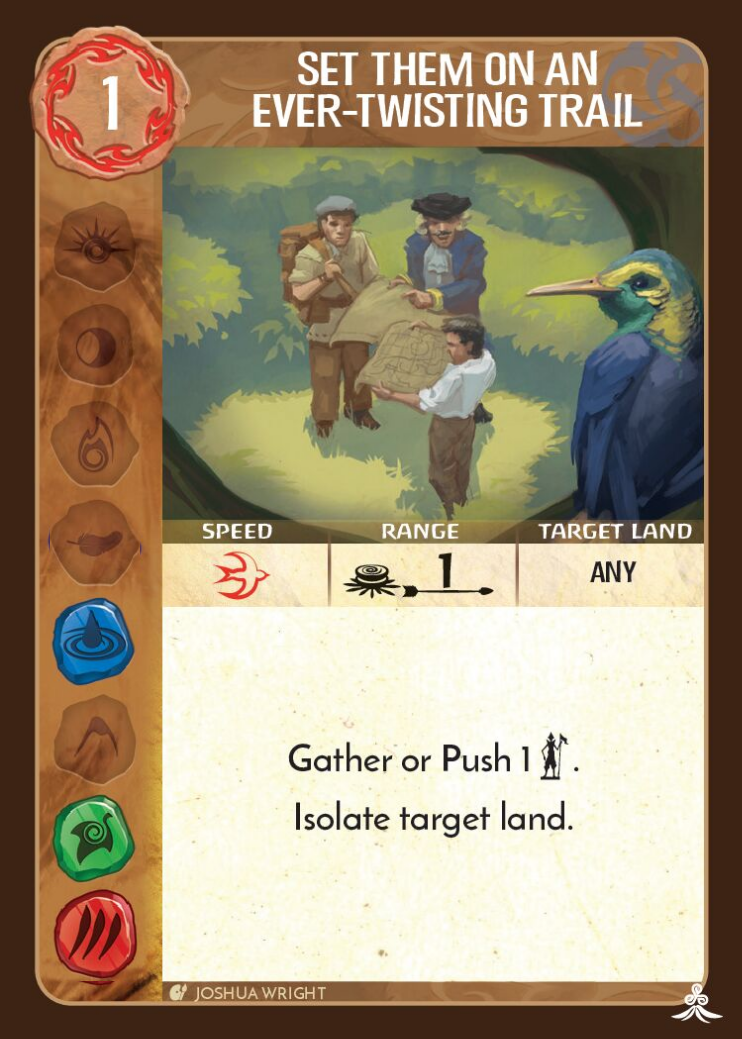 1
SET THEM ON AN
EVER-TWISTING TRAIL
SPEED RANGE TARGET LAND
1 ANY
Gather or Push 1 .
Isolate target land.
JOSHUA WRIGHT